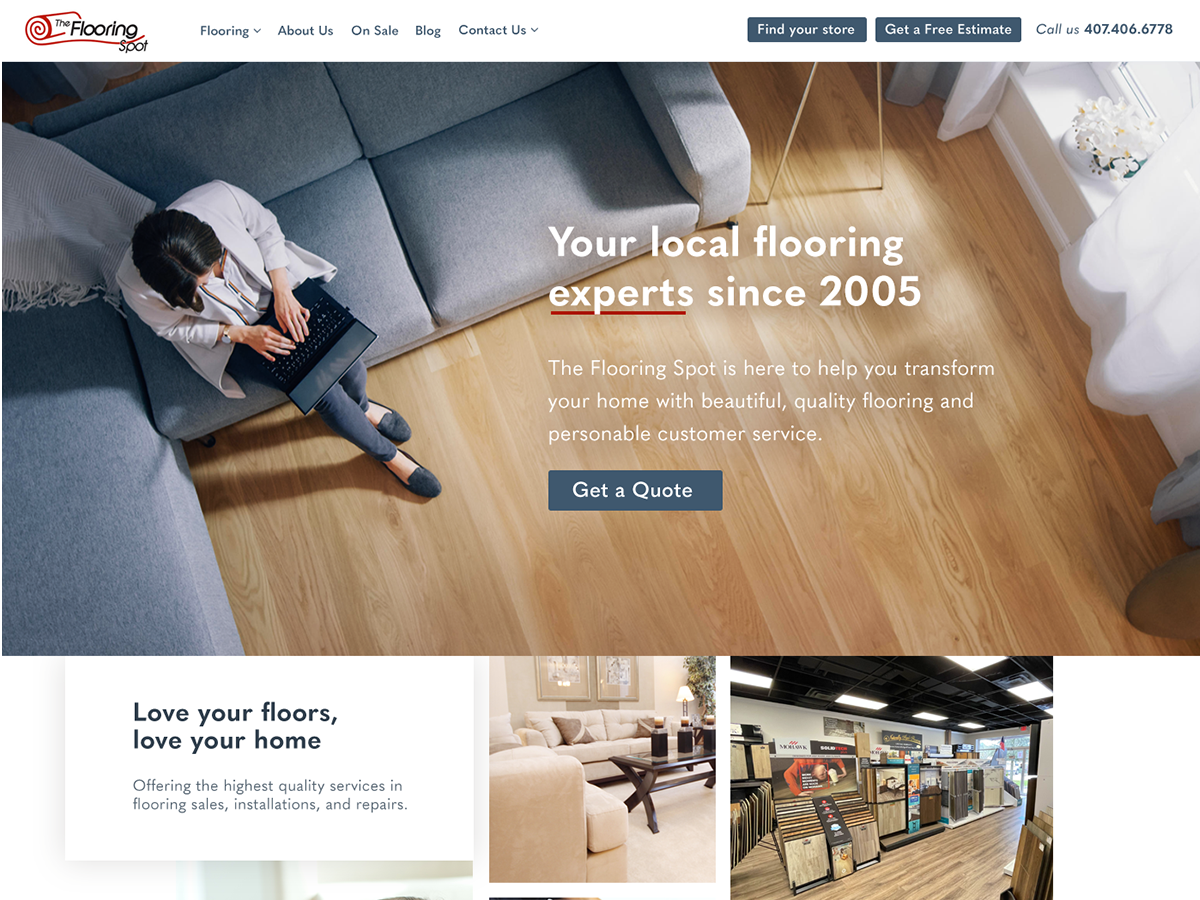 The Flooring Spot
Flooring
About Us
On Sale
Blog
Contact Us
Find your store
Get a Free Estimate
Call us 407.406.6778
Your local flooring
experts since 2005
The Flooring Spot is here to help you transform
your home with beautiful, quality flooring and
personable customer service.
Get a Quote
Love your floors,
love your home
Offering the highest quality services in
flooring sales, installations, and repairs.
MOHAWK
SOLIDTECH